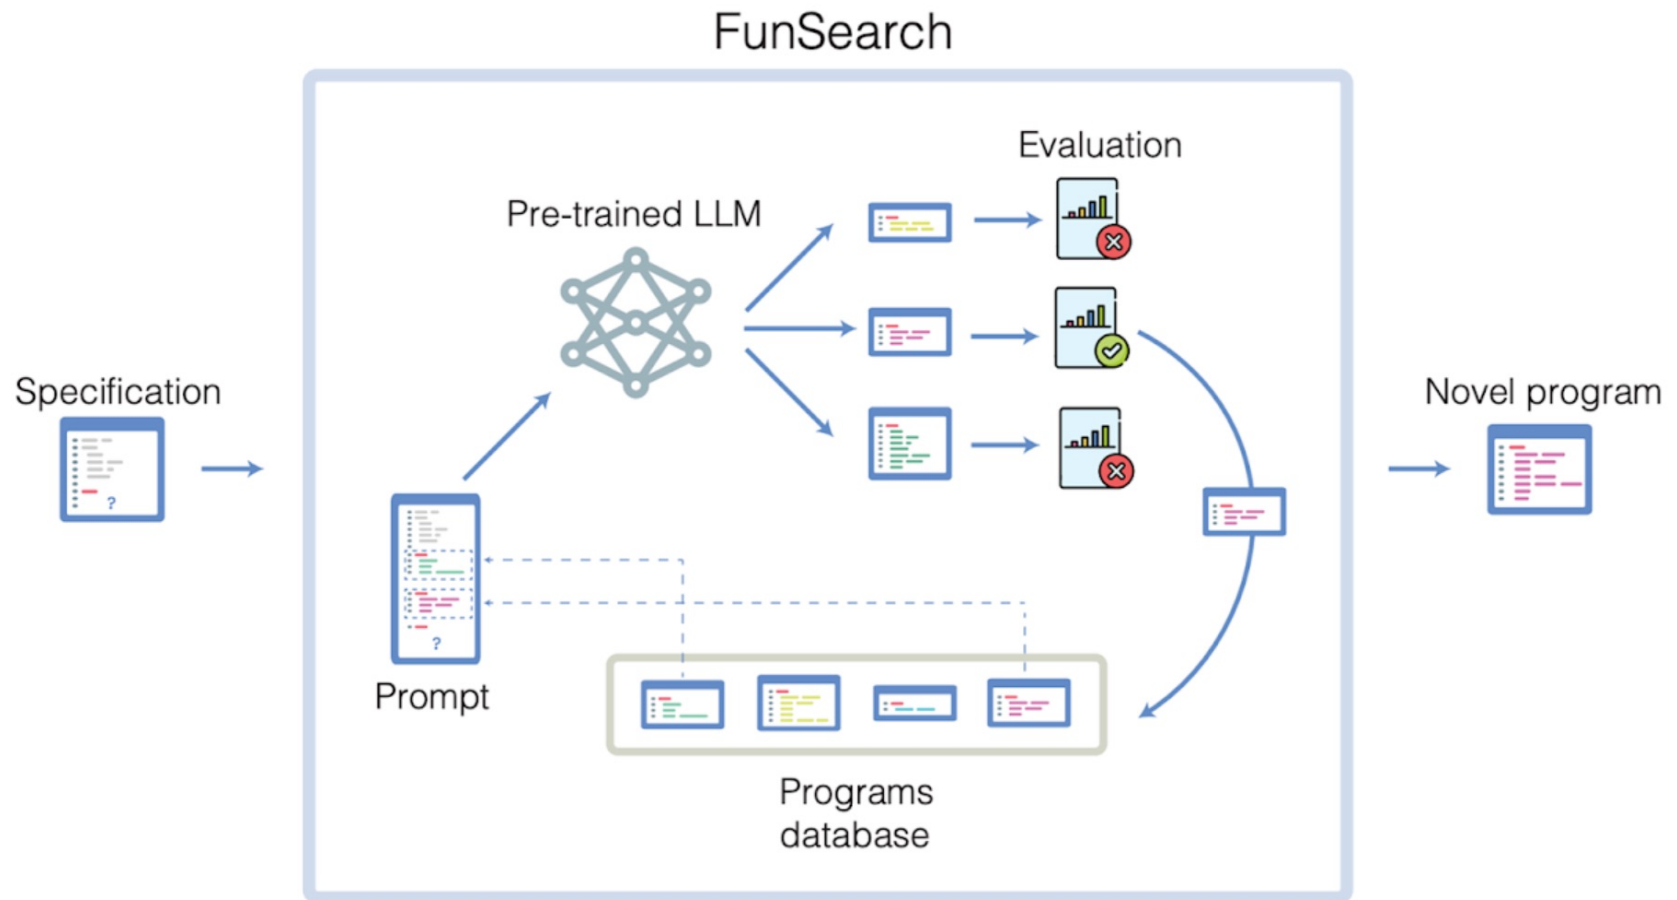 FunSearch
Evaluation
Pre-trained LLM
Specification
?
Novel program
?
Prompt
Programs
database